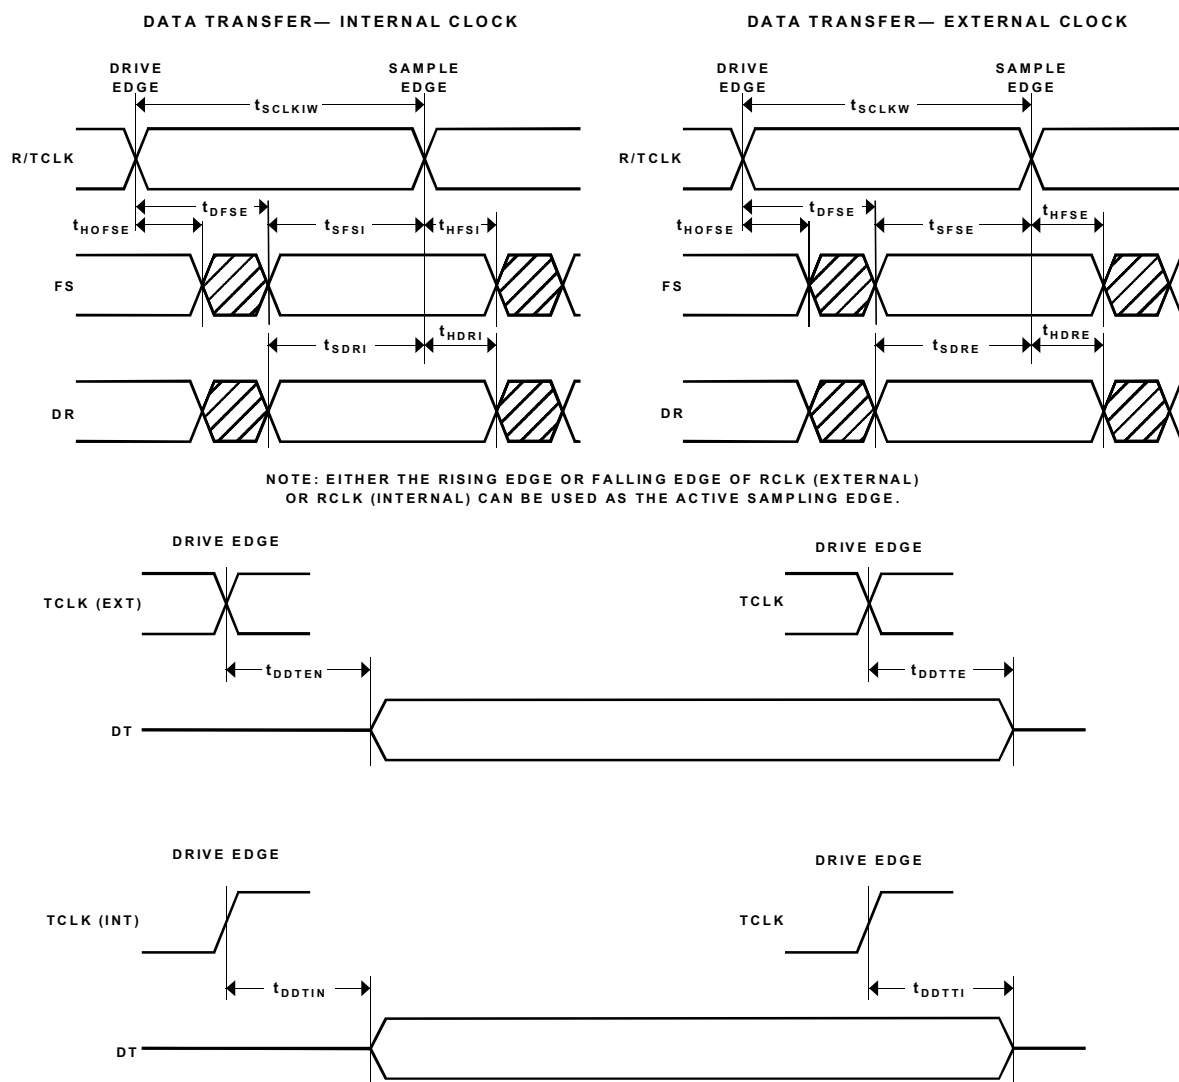 DATA TRANSFER— INTERNAL CLOCK
DATA TRANSFER— EXTERNAL CLOCK
DRIVE EDGE
SAMPLE EDGE
DRIVE EDGE
SAMPLE EDGE
tSCLKIW
tSCLKW
R/TCLK
R/TCLK
tDFSE
tDFSE
tHOFSE
tSFSI
tHFSI
tHOFSE
tSFSE
tHFSE
FS
FS
tSDRI
tHDRI
tSDRE
tHDRE
DR
DR
NOTE: EITHER THE RISING EDGE OR FALLING EDGE OF RCLK (EXTERNAL)
OR RCLK (INTERNAL) CAN BE USED AS THE ACTIVE SAMPLING EDGE.
DRIVE EDGE
DRIVE EDGE
TCLK (EXT)
TCLK
tDDTEN
tDDTTE
DT
DRIVE EDGE
DRIVE EDGE
TCLK (INT)
TCLK
tDDTIN
tDDTTI
DT